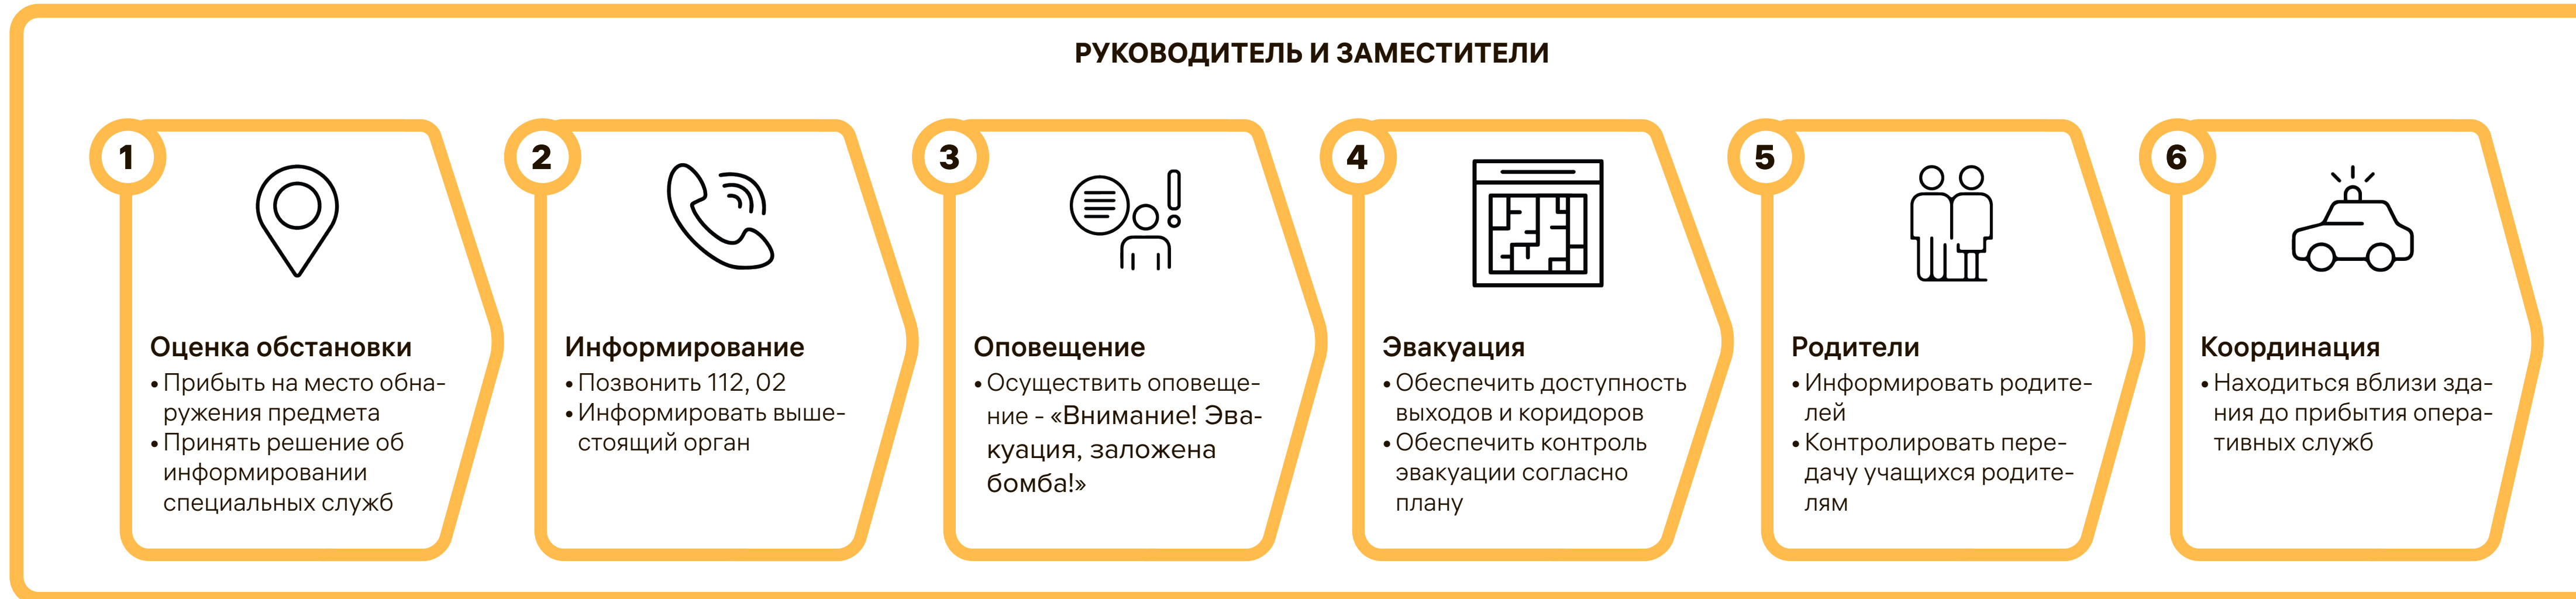 РУКОВОДИТЕЛЬ И ЗАМЕСТИТЕЛИ
1
Оценка обстановки
• Прибыть на место обна-
ружения предмета
• Принять решение об
информировании
специальных служб
2
Информирование
• Позвонить 112, 02
• Информировать выше-
стоящий орган
3
Оповещение
• Осуществить оповеще-
ние - «Внимание! Эва-
куация, заложена
бомба!»
4
Эвакуация
• Обеспечить доступность
выходов и коридоров
• Обеспечить контроль
эвакуации согласно
плану
5
Родители
• Информировать родите-
лей
• Контролировать пере-
дачу учащихся родите-
лям
6
Координация
• Находиться вблизи зда-
ния до прибытия опера-
тивных служб